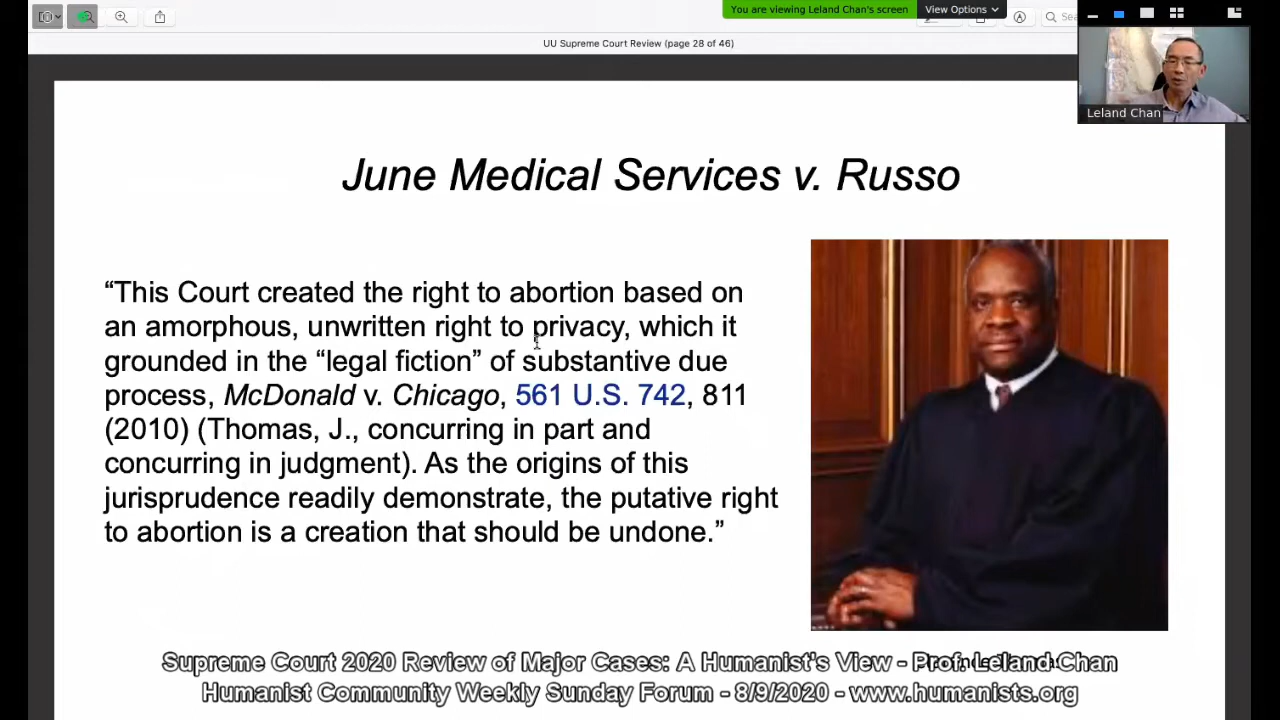 You are viewing Leland Chan's screen
View Options
UU Supreme Court Review (page 28 of 46)
Leland Chan
June Medical Services v. Russo
“This Court created the right to abortion based on
an amorphous, unwritten right to privacy, which it
grounded in the “legal fiction” of substantive due
process, McDonald v. Chicago, 561 U.S. 742, 811
(2010) (Thomas, J., concurring in part and
concurring in judgment). As the origins of this
jurisprudence readily demonstrate, the putative right
to abortion is a creation that should be undone.”
Supreme Court 2020 Review of Major Cases: A Humanist's View - Prof. Leland Chan
Humanist Community Weekly Sunday Forum - 8/9/2020 - www.humanists.org